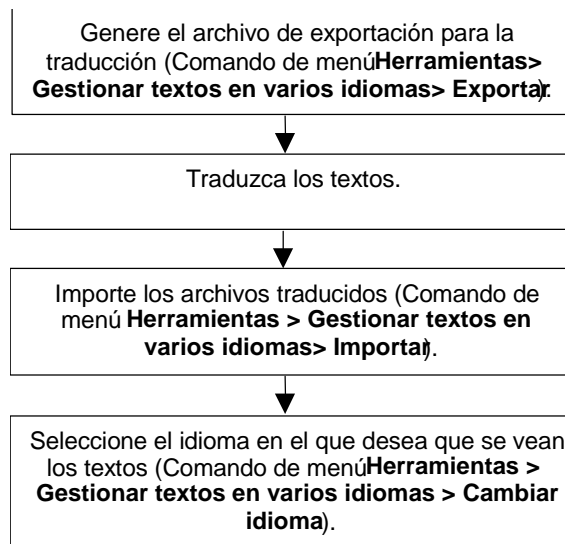 Genere el archivo de exportación para la
traducción (Comando de menú Herramientas>
Gestionar textos en varios idiomas> Exportar).
Traduzca los textos.
Importe los archivos traducidos (Comando de
menú Herramientas > Gestionar textos en
varios idiomas> Importar).
Seleccione el idioma en el que desea que se vean
los textos (Comando de menú Herramientas >
Gestionar textos en varios idiomas > Cambiar
idioma).